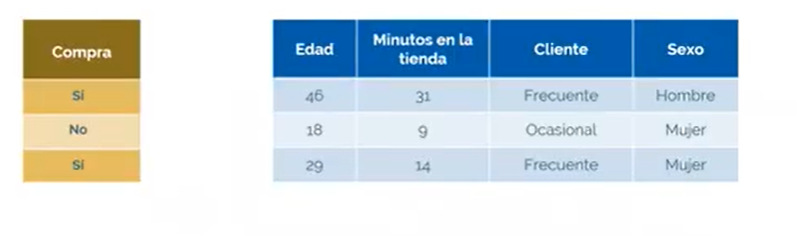 Compra
Sí
No
Sí
Edad Minutos en la tienda Cliente Sexo
46 31 Frecuente Hombre
18 9 Ocasional Mujer
29 14 Frecuente Mujer